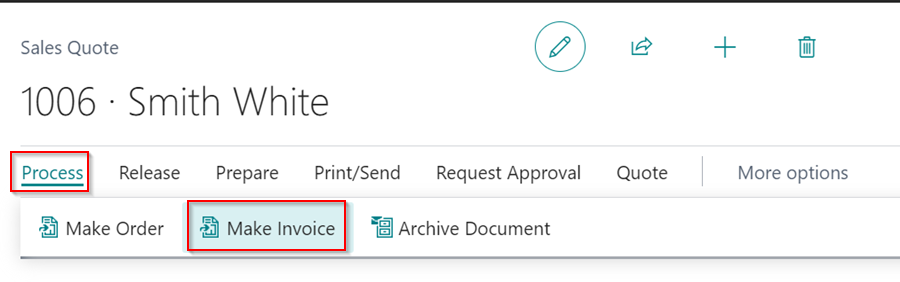 Sales Quote
1006 · Smith White
Process Release Prepare Print/Send Request Approval Quote More options
Make Order Make Invoice Archive Document